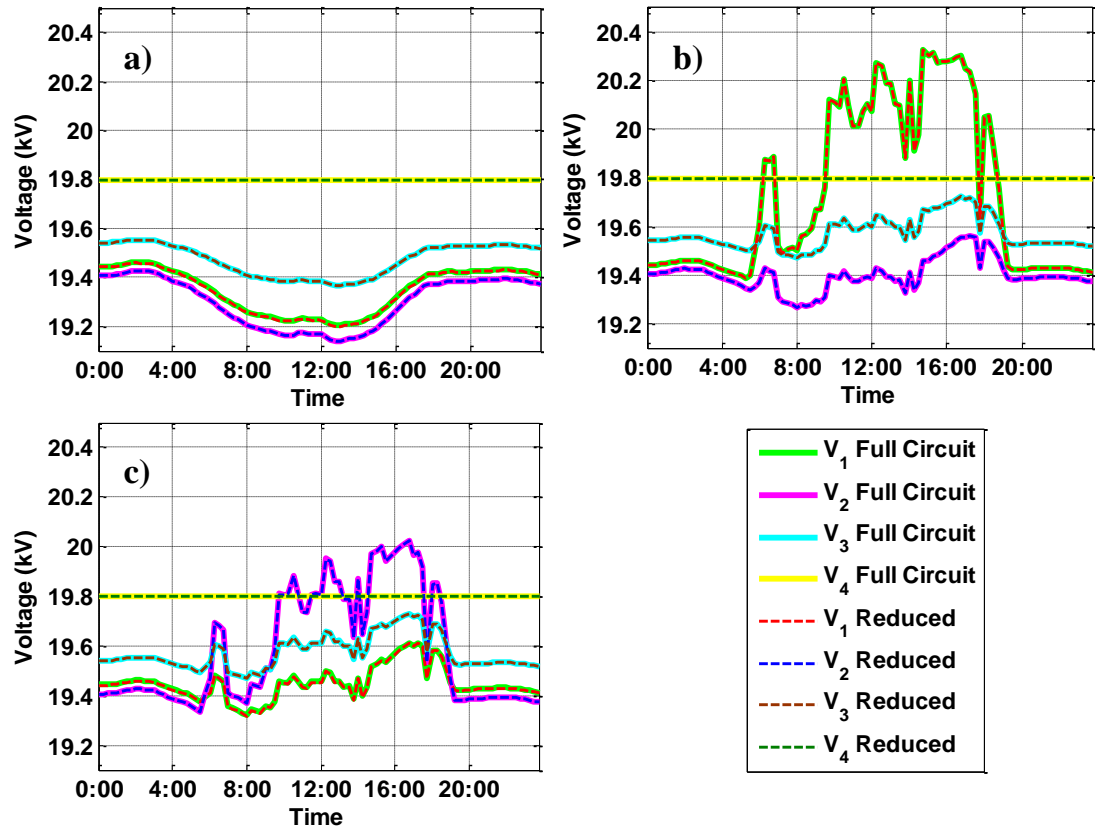 a)
Voltage (kV)
20.4
20.2
20
19.8
19.6
19.4
19.2
0:00 4:00 8:00 12:00 16:00 20:00
Time
b)
Voltage (kV)
20.4
20.2
20
19.8
19.6
19.4
19.2
0:00 4:00 8:00 12:00 16:00 20:00
Time
c)
Voltage (kV)
20.4
20.2
20
19.8
19.6
19.4
19.2
0:00 4:00 8:00 12:00 16:00 20:00
Time
V1 Full Circuit
V2 Full Circuit
V3 Full Circuit
V4 Full Circuit
V1 Reduced
V2 Reduced
V3 Reduced
V4 Reduced